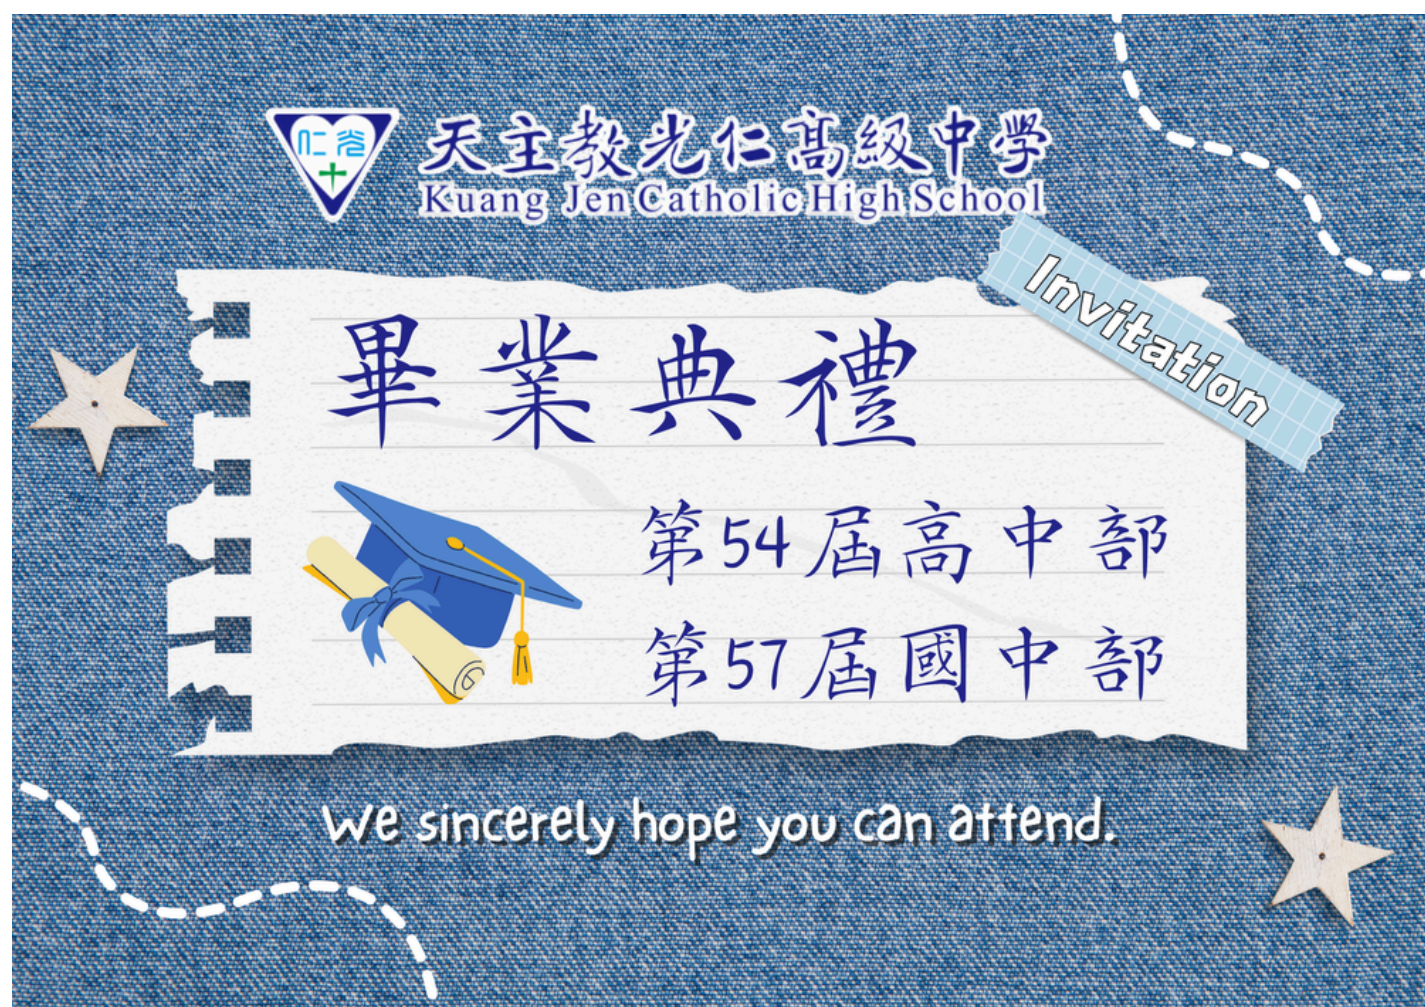 仁光
天主教光仁高級中學
Kuang Jen Catholic High School
Invitation
畢業典禮
第54屆高中部
第57屆國中部
We sincerely hope you can attend.